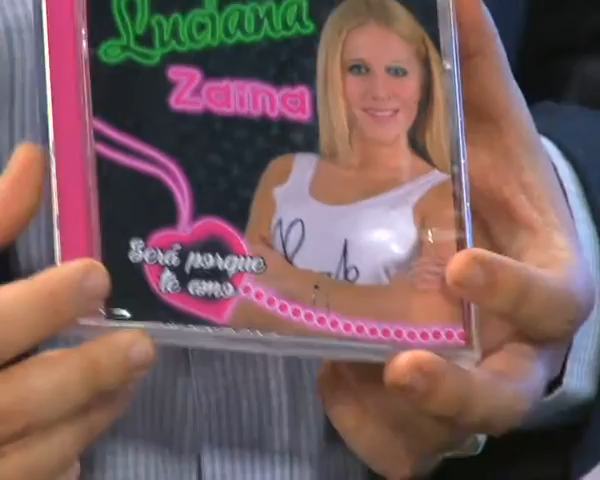 Luciana
Zaina
Será porque
te amo